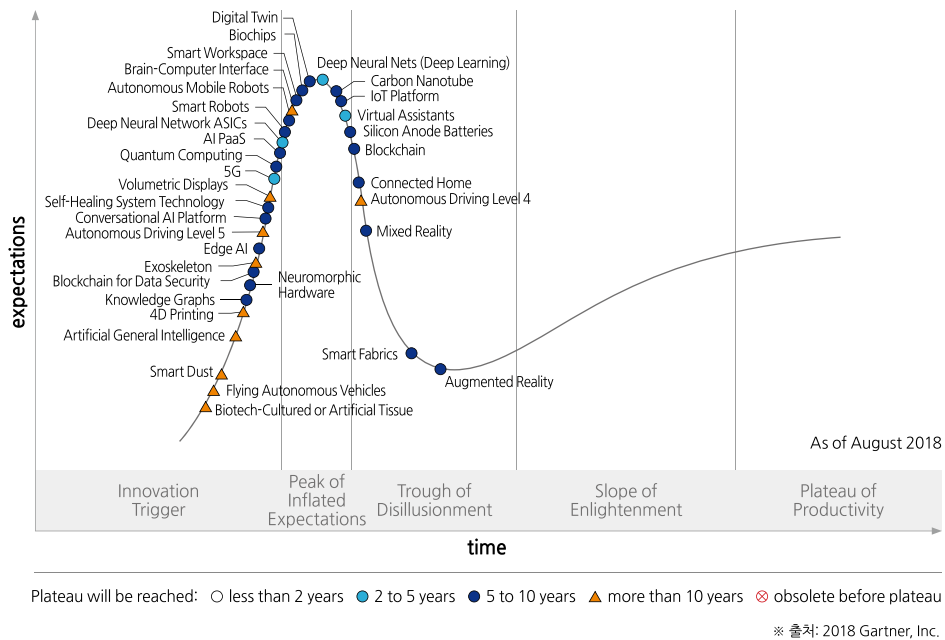 Digital Twin
Biochips
Smart Workspace
Brain-Computer Interface
Autonomous Mobile Robots
Smart Robots
Deep Neural Network ASICs
AI PaaS
Quantum Computing
5G
Volumetric Displays
Self-Healing System Technology
Conversational AI Platform
Autonomous Driving Level 5
Edge AI
Exoskeleton
Blockchain for Data Security
Neuromorphic
Hardware
Knowledge Graphs
4D Printing
Artificial General Intelligence
Smart Dust
Flying Autonomous Vehicles
Biotech-Cultured or Artificial Tissue
Deep Neural Nets (Deep Learning)
Carbon Nanotube
IoT Platform
Virtual Assistants
Silicon Anode Batteries
Blockchain
Connected Home
Autonomous Driving Level 4
Mixed Reality
Smart Fabrics
Augmented Reality
expectations
As of August 2018
Innovation
Trigger
Peak of
Inflated
Expectations
Trough of
Disillusionment
Slope of
Enlightenment
Plateau of
Productivity
time
Plateau will be reached: less than 2 years 2 to 5 years 5 to 10 years more than 10 years obsolete before plateau
※ 출처: 2018 Gartner, Inc.